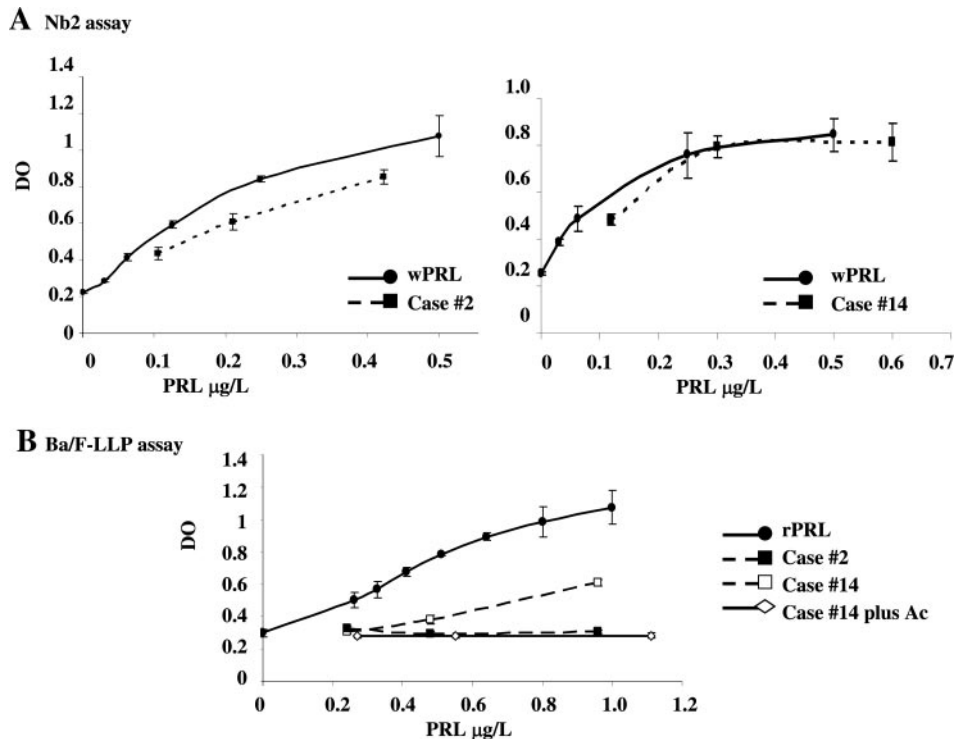 A Nb2 assay
1.4
1.2
1
0.8
0.6
0.4
0.2
0
DO
wPRL
Case #2
0 0.1 0.2 0.3 0.4 0.5
PRL µg/L
1.0
0.8
0.6
0.4
0.2
0
wPRL
Case #14
0 0.1 0.2 0.3 0.4 0.5 0.6 0.7
PRL µg/L
B Ba/F-LLP assay
1.4
1.2
1
0.8
0.6
0.4
0.2
0
DO
0 0.2 0.4 0.6 0.8 1.0 1.2
PRL µg/L
rPRL
Case #2
Case #14
Case #14 plus Ac